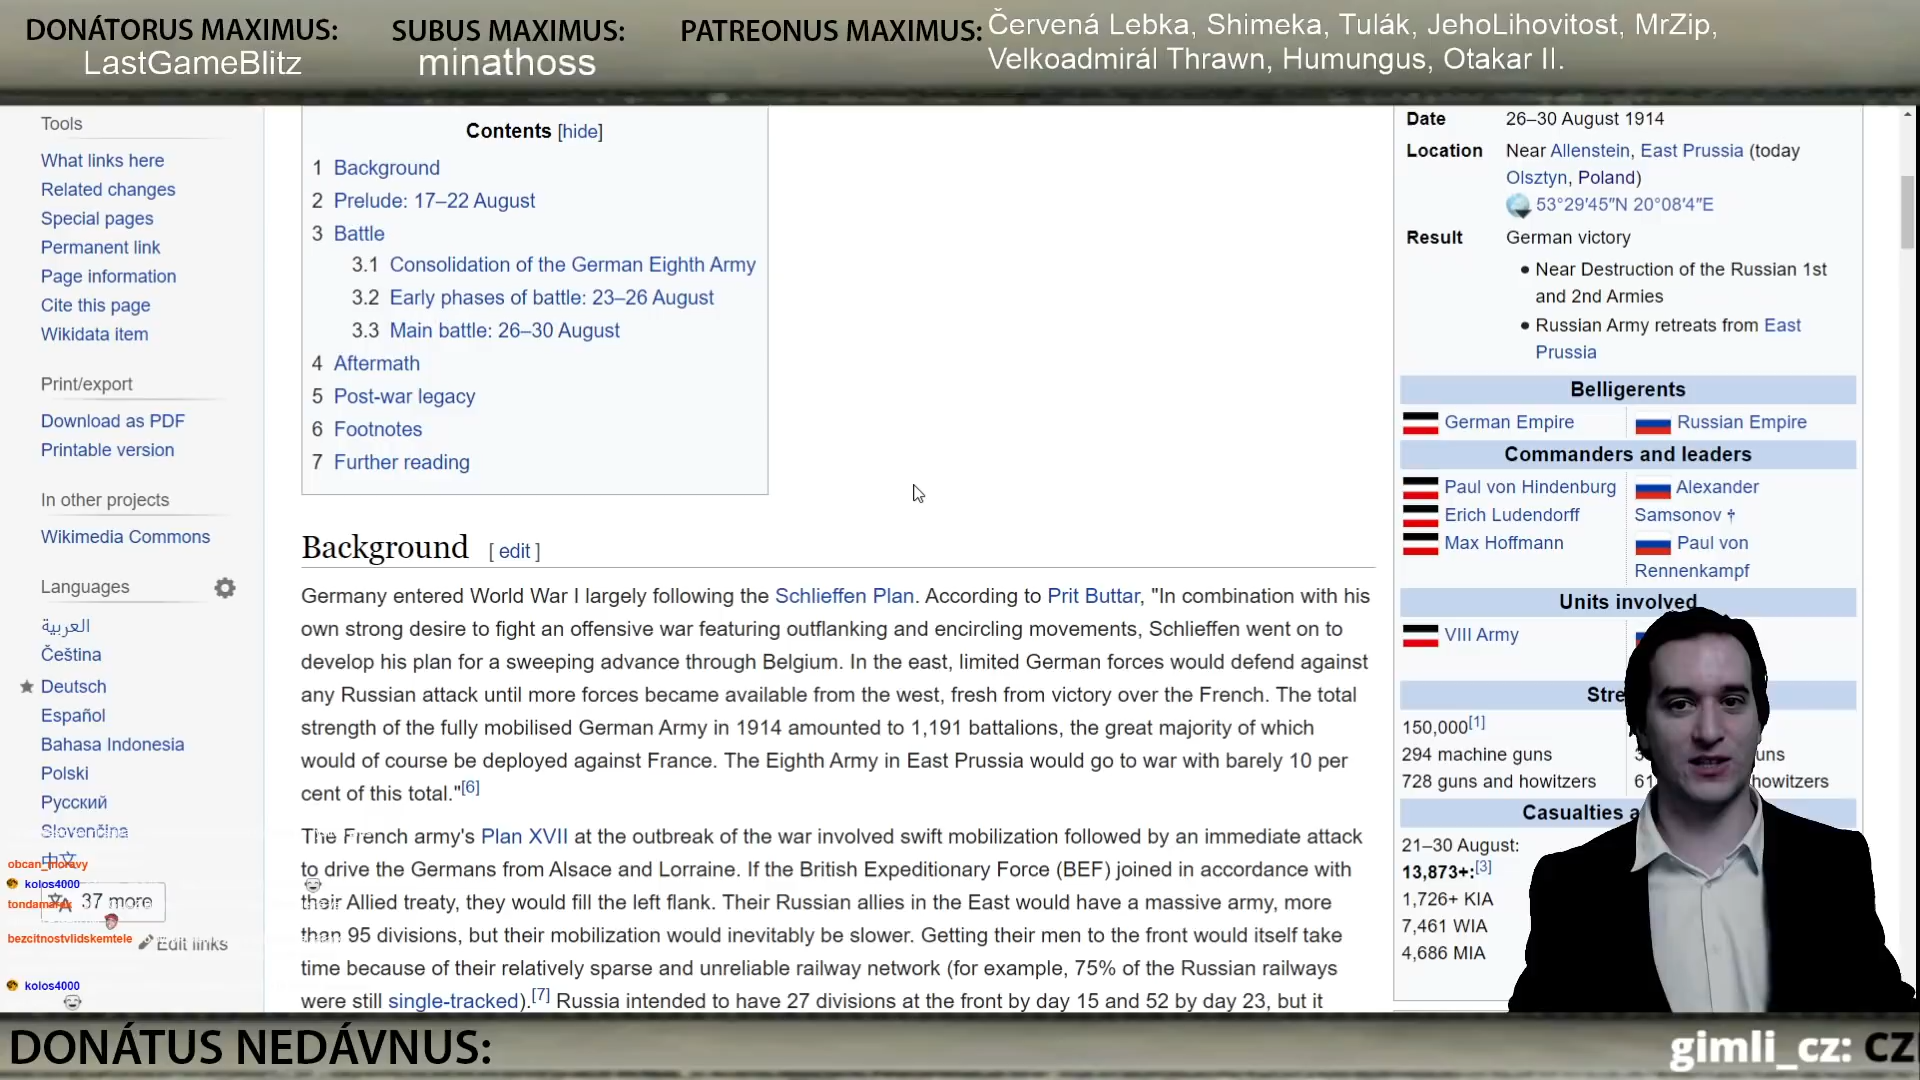 DONÁTORUS MAXIMUS:
LastGameBlitz
SUBUS MAXIMUS:
minathoss
PATREONUS MAXIMUS:
Červená Lebka, Shimeka, Tulák, JehoLihovitost, MrZip,
Velkoadmirál Thrawn, Humungus, Otakar II.
Tools
What links here
Related changes
Special pages
Permanent link
Page information
Cite this page
Wikidata item
Print/export
Download as PDF
Printable version
In other projects
Wikimedia Commons
Languages
العربية
Čeština
Deutsch
Español
Bahasa Indonesia
Polski
Русский
Slovenčina
中文
37 more
Edit links
obcan_moravy
kolos4000
bezcitnostvlidskemtele
kolos4000
Contents [hide]
1 Background
2 Prelude: 17–22 August
3 Battle
3.1 Consolidation of the German Eighth Army
3.2 Early phases of battle: 23–26 August
3.3 Main battle: 26–30 August
4 Aftermath
5 Post-war legacy
6 Footnotes
7 Further reading
Background [ edit ]
Germany entered World War I largely following the Schlieffen Plan. According to Prit Buttar, "In combination with his
own strong desire to fight an offensive war featuring outflanking and encircling movements, Schlieffen went on to
develop his plan for a sweeping advance through Belgium. In the east, limited German forces would defend against
any Russian attack until more forces became available from the west, fresh from victory over the French. The total
strength of the fully mobilised German Army in 1914 amounted to 1,191 battalions, the great majority of which
would of course be deployed against France. The Eighth Army in East Prussia would go to war with barely 10 per
cent of this total."[6]
The French army's Plan XVII at the outbreak of the war involved swift mobilization followed by an immediate attack
to drive the Germans from Alsace and Lorraine. If the British Expeditionary Force (BEF) joined in accordance with
their Allied treaty, they would fill the left flank. Their Russian allies in the East would have a massive army, more
than 95 divisions, but their mobilization would inevitably be slower. Getting their men to the front would itself take
time because of their relatively sparse and unreliable railway network (for example, 75% of the Russian railways
were still single-tracked).[7] Russia intended to have 27 divisions at the front by day 15 and 52 by day 23, but it
Date 26–30 August 1914
Location Near Allenstein, East Prussia (today
Olsztyn, Poland)
53°29′45″N 20°08′4″E
Result German victory
• Near Destruction of the Russian 1st
and 2nd Armies
• Russian Army retreats from East
Prussia
Belligerents
German Empire
Russian Empire
Commanders and leaders
Paul von Hindenburg
Erich Ludendorff
Max Hoffmann
Alexander
Samsonov †
Paul von
Rennenkampf
Units involved
VIII Army
150,000[1]
294 machine guns
728 guns and howitzers
howitzers
Casualties
21–30 August:
13,873+:[3]
1,726+ KIA
7,461 WIA
4,686 MIA
DONÁTUS NEDÁVNUS:
gimli_cz: CZ